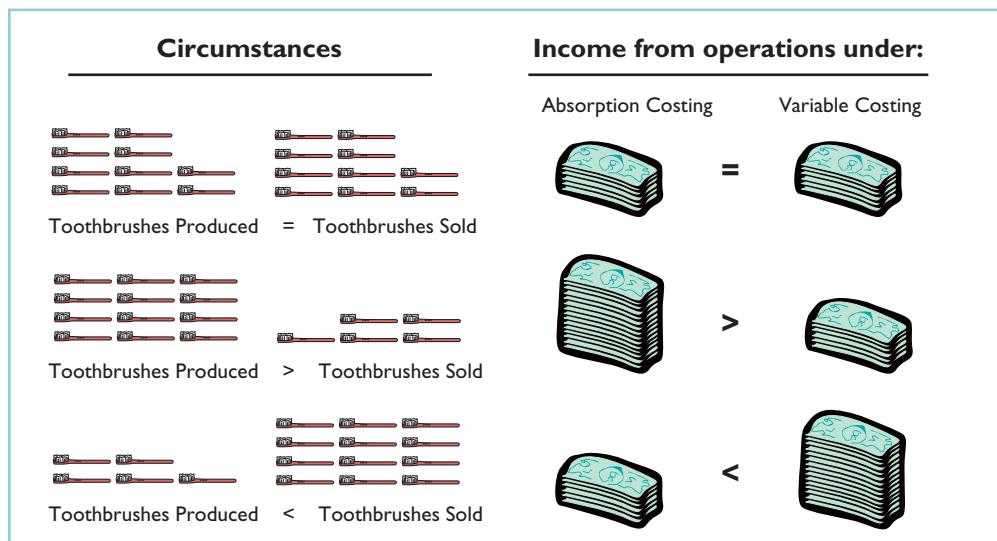 Circumstances
Income from operations under:
Absorption Costing
Variable Costing
=
Toothbrushes Produced = Toothbrushes Sold
>
Toothbrushes Produced > Toothbrushes Sold
<
Toothbrushes Produced < Toothbrushes Sold